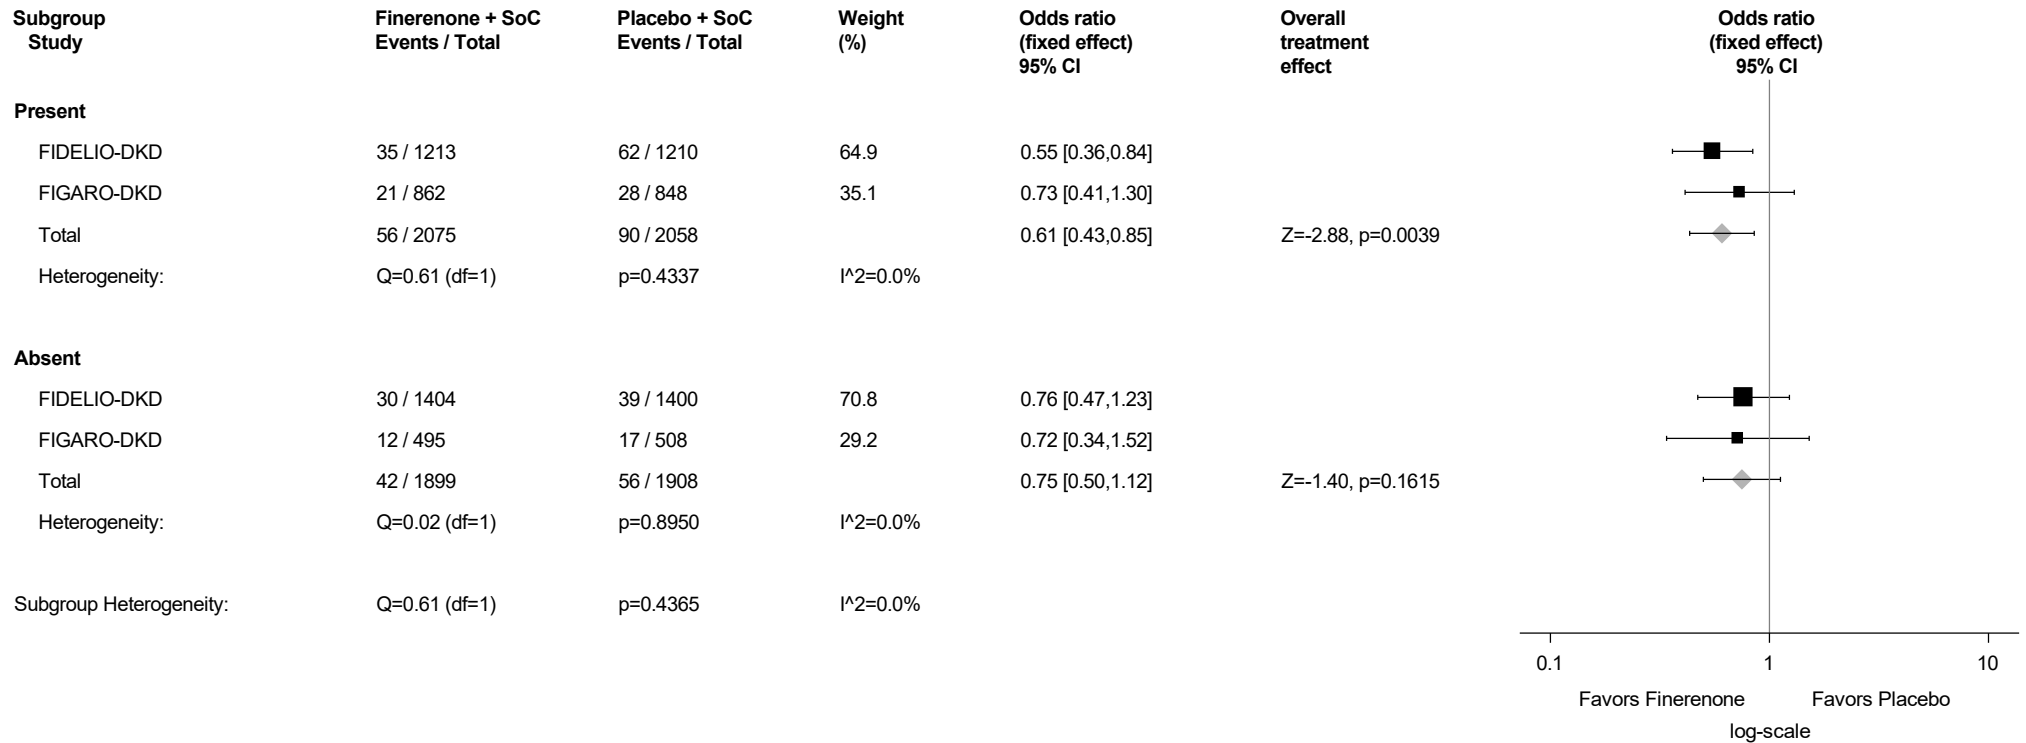 Subgroup Finerenone + SoC Placebo + SoC Weight Odds ratio Overall Odds ratio
Study Events / Total Events / Total (%) (fixed effect) treatment (fixed effect)
95% CI effect 95% CI
Present
FIDELIO-DKD 35 / 1213 62 / 1210 64.9 0.55 [0.36,0.84]
FIGARO-DKD 21 / 862 28 / 848 35.1 0.73 [0.41,1.30]
Total 56 / 2075 90 / 2058 0.61 [0.43,0.85] Z=-2.88, p=0.0039
Heterogeneity: Q=0.61 (df=1) p=0.4337 I^2=0.0%
Absent
FIDELIO-DKD 30 / 1404 39 / 1400 70.8 0.76 [0.47,1.23]
FIGARO-DKD 12 / 495 17 / 508 29.2 0.72 [0.34,1.52]
Total 42 / 1899 56 / 1908 0.75 [0.50,1.12] Z=-1.40, p=0.1615
Heterogeneity: Q=0.02 (df=1) p=0.8950 I^2=0.0%
Subgroup Heterogeneity: Q=0.61 (df=1) p=0.4365 I^2=0.0%
0.1 1 10
Favors Finerenone Favors Placebo
log-scale